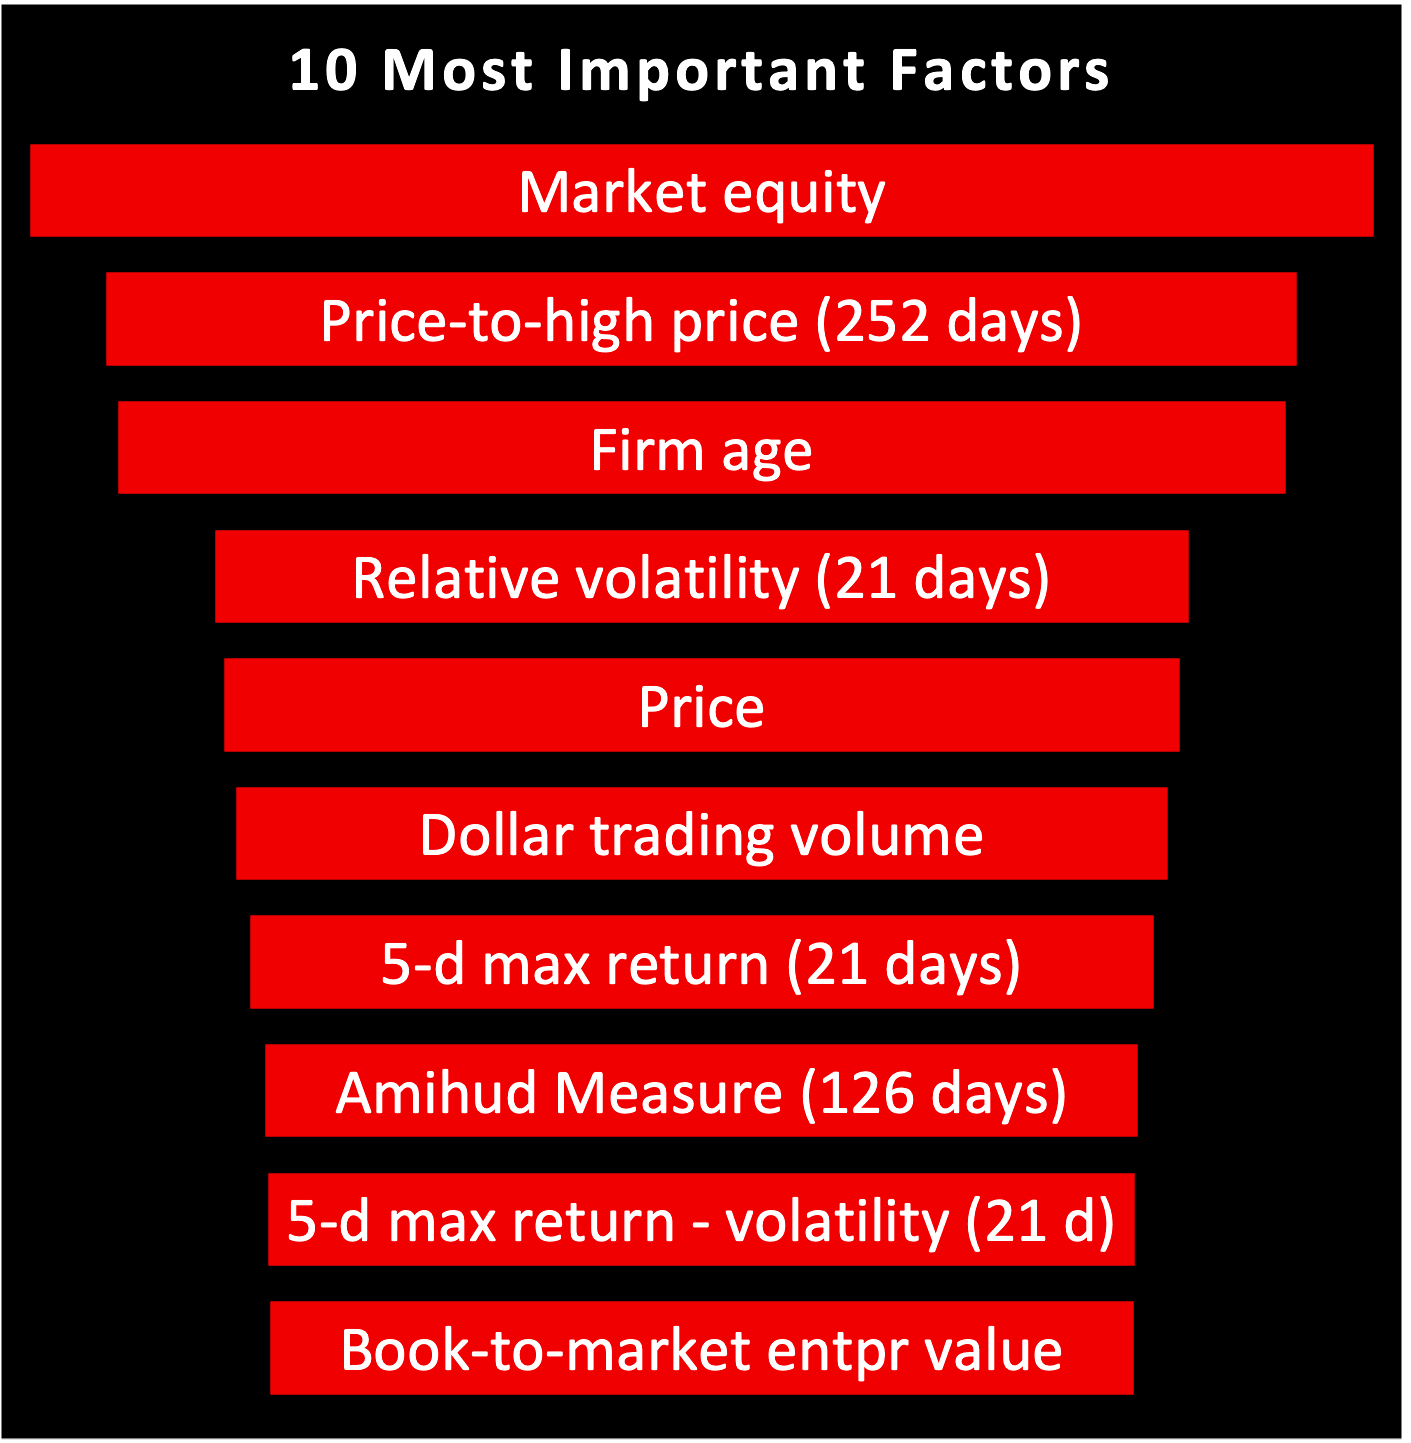 10 Most Important Factors
Market equity
Price-to-high price (252 days)
Firm age
Relative volatility (21 days)
Price
Dollar trading volume
5-d max return (21 days)
Amihud Measure (126 days)
5-d max return - volatility (21 d)
Book-to-market entpr value